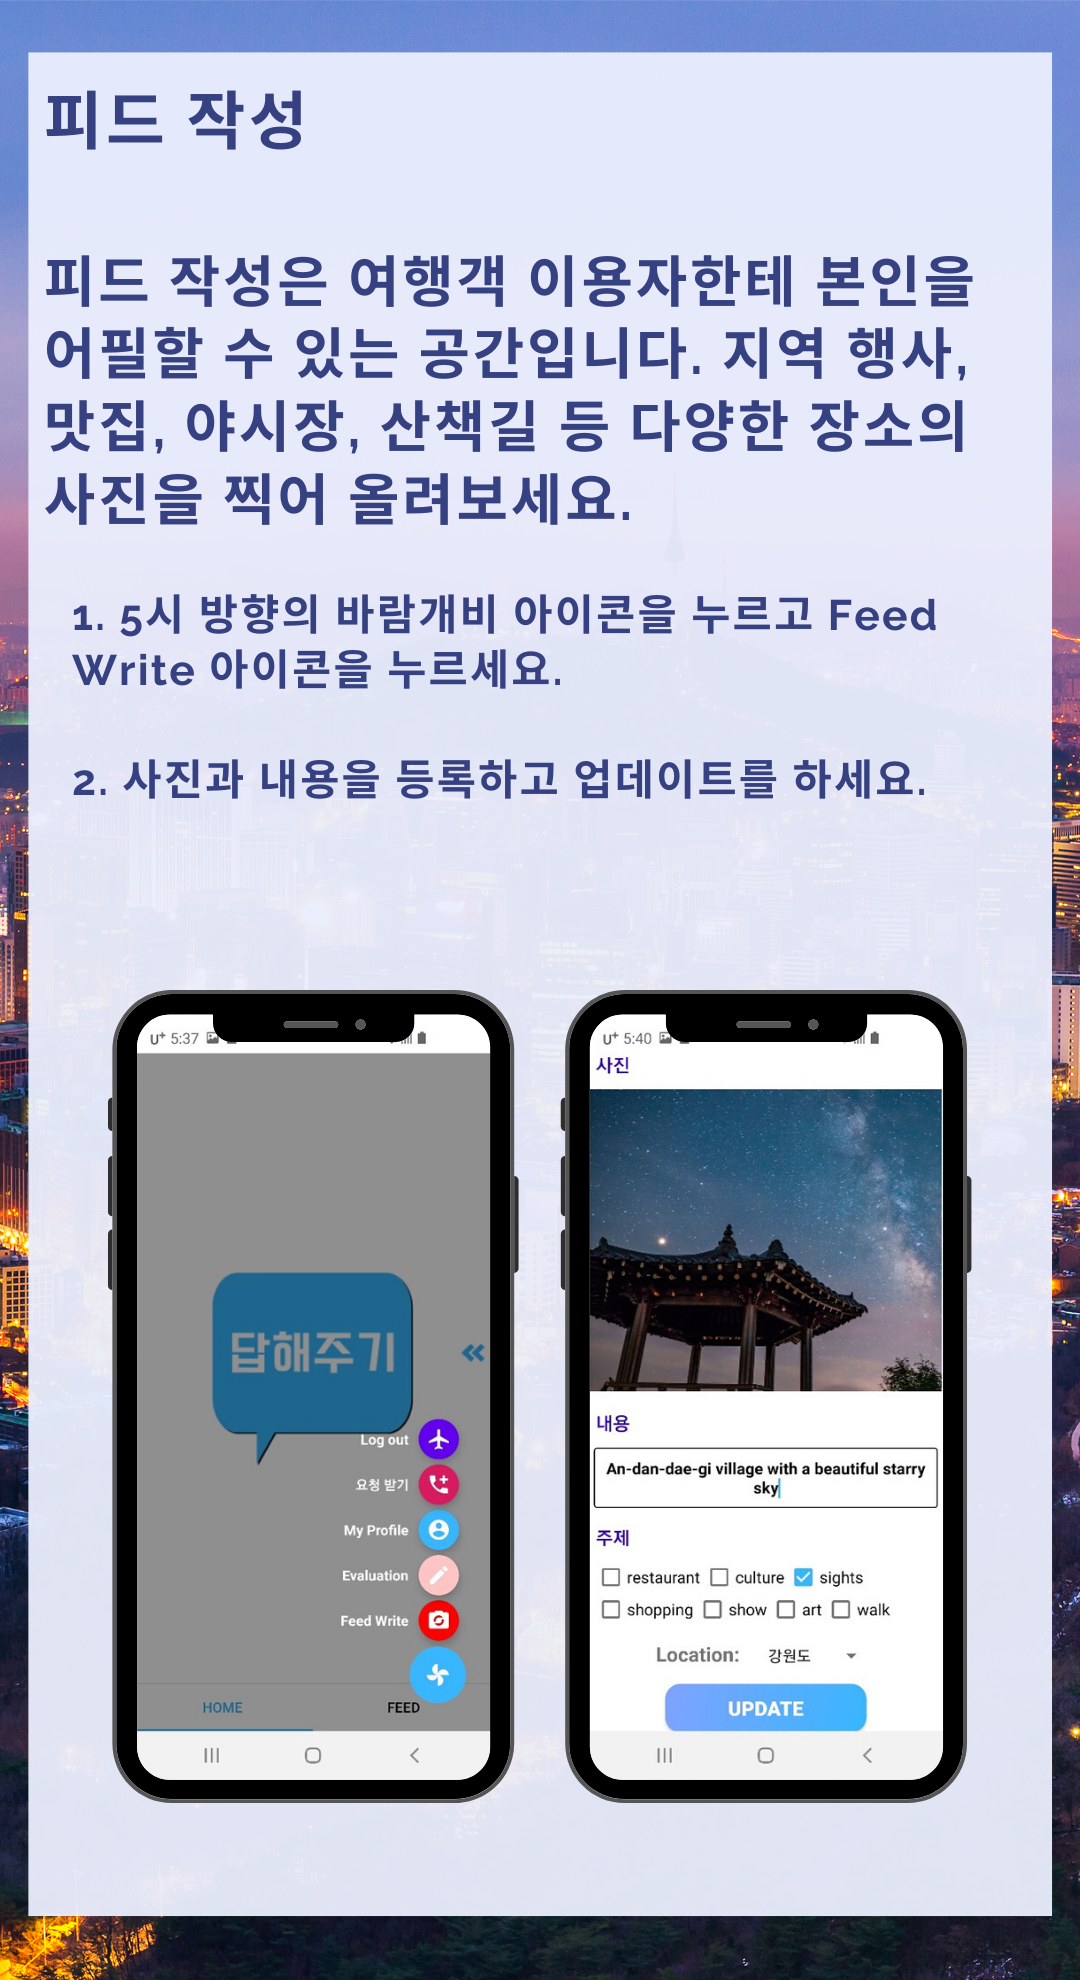 피드 작성
피드 작성은 여행객 이용자한테 본인을
어필할 수 있는 공간입니다. 지역 행사,
맛집, 야시장, 산책길 등 다양한 장소의
사진을 찍어 올려보세요.
1. 5시 방향의 바람개비 아이콘을 누르고 Feed
Write 아이콘을 누르세요.
2. 사진과 내용을 등록하고 업데이트를 하세요.
U+ 5:37
답해주기
Log out
요청 받기
My Profile
Evaluation
Feed Write
HOME FEED
U+ 5:40
사진
내용
An-dan-dae-gi village with a beautiful starry
sky
주제
restaurant culture sights
shopping show art walk
Location: 강원도
UPDATE